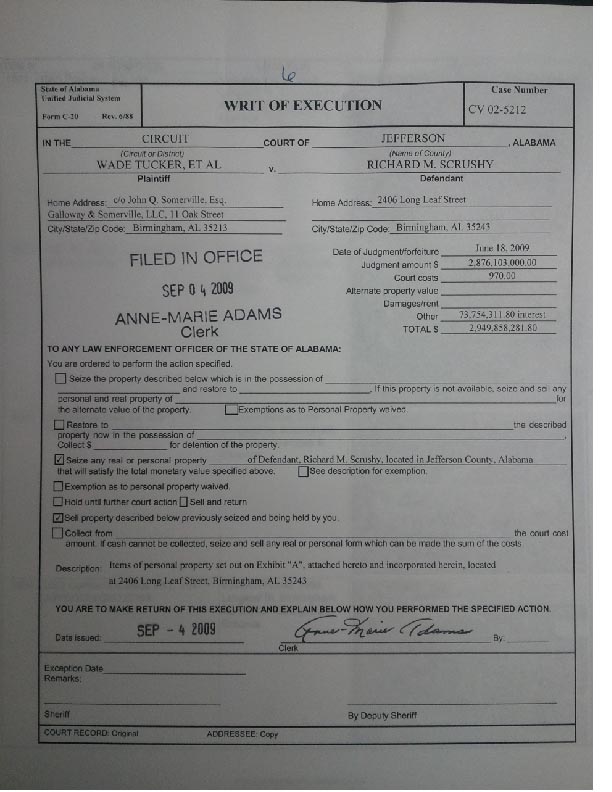 6
State of Alabama
Unified Judicial System
Form C-20 Rev. 6/88
WRIT OF EXECUTION
Case Number
CV 02-5212
IN THE CIRCUIT COURT OF JEFFERSON , ALABAMA
(Circuit or District) (Name of County)
WADE TUCKER, ET AL v. RICHARD M. SCRUSHY
Plaintiff Defendant
Home Address: c/o John Q. Somerville, Esq.
Galloway & Somerville, LLC, 11 Oak Street
City/State/Zip Code: Birmingham, AL 35213
Home Address: 2406 Long Leaf Street
City/State/Zip Code: Birmingham, AL 35243
FILED IN OFFICE
SEP 04 2009
ANNE-MARIE ADAMS
Clerk
Date of Judgment/forfeiture June 18, 2009
Judgment amount $ 2,876,103,000.00
Court costs 970.00
Alternate property value
Damages/rent
Other 73,754,311.80 interest
TOTAL $ 2,949,858,281.80
TO ANY LAW ENFORCEMENT OFFICER OF THE STATE OF ALABAMA:
You are ordered to perform the action specified.
Seize the property described below which is in the possession of
and restore to . If this property is not available, seize and sell any
personal and real property of for
the alternate value of the property. Exemptions as to Personal Property waived.
Restore to the described
property now in the possession of .
Collect $ for detention of the property.
Seize any real or personal property of Defendant, Richard M. Scrushy, located in Jefferson County, Alabama
that will satisfy the total monetary value specified above. See description for exemption.
Exemption as to personal property waived.
Hold until further court action Sell and return
Sell property described below previously seized and being held by you.
Collect from the court cost
amount. If cash cannot be collected, seize and sell any real or personal form which can be made the sum of the costs.
Description: Items of personal property set out on Exhibit "A", attached hereto and incorporated herein, located
at 2406 Long Leaf Street, Birmingham, AL 35243
YOU ARE TO MAKE RETURN OF THIS EXECUTION AND EXPLAIN BELOW HOW YOU PERFORMED THE SPECIFIED ACTION.
Date issued: SEP - 4 2009 Anne-Marie Adams By:
Clerk
Exception Date
Remarks:
Sheriff By Deputy Sheriff
COURT RECORD: Original ADDRESSEE: Copy